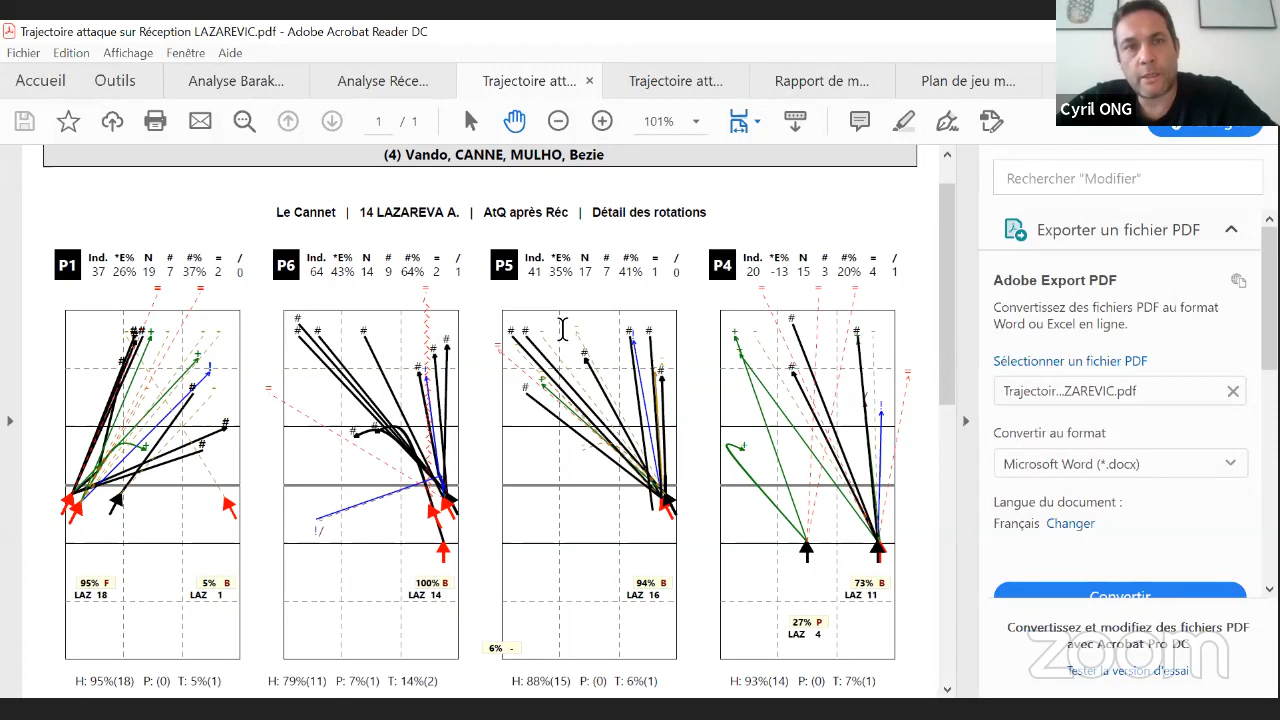 Trajectoire attaque sur Réception LAZAREVIC.pdf - Adobe Acrobat Reader DC
Fichier Edition Affichage Fenêtre Aide
Accueil Outils Analyse Barak... Analyse Réce... Trajectoire att... × Trajectoire att... Rapport de m... Plan de jeu m...
1 / 1 101%
Cyril ONG
(4) Vando, CANNE, MULHO, Bezie
Le Cannet | 14 LAZAREVA A. | AtQ après Réc | Détail des rotations
P1 Ind. *E% N # #% = /
37 26% 19 7 37% 2 0
P6 Ind. *E% N # #% = /
64 43% 14 9 64% 2 1
P5 Ind. *E% N # #% = /
41 35% 17 7 41% 1 0
P4 Ind. *E% N # #% = /
20 -13 15 3 20% 4 1
95% F
LAZ 18
5% B
LAZ 1
100% B
LAZ 14
94% B
LAZ 16
6% -
73% B
LAZ 11
27% P
LAZ 4
H: 95%(18) P: (0) T: 5%(1)
H: 79%(11) P: 7%(1) T: 14%(2)
H: 88%(15) P: (0) T: 6%(1)
H: 93%(14) P: (0) T: 7%(1)
Rechercher "Modifier"
Exporter un fichier PDF
Adobe Export PDF
Convertissez des fichiers PDF au format
Word ou Excel en ligne.
Sélectionner un fichier PDF
Trajectoir...ZAREVIC.pdf
Convertir au format
Microsoft Word (*.docx)
Langue du document :
Français Changer
Convertir
Convertissez et modifiez des fichiers PDF
avec Acrobat Pro DC
Tester la version d'essai
zoom